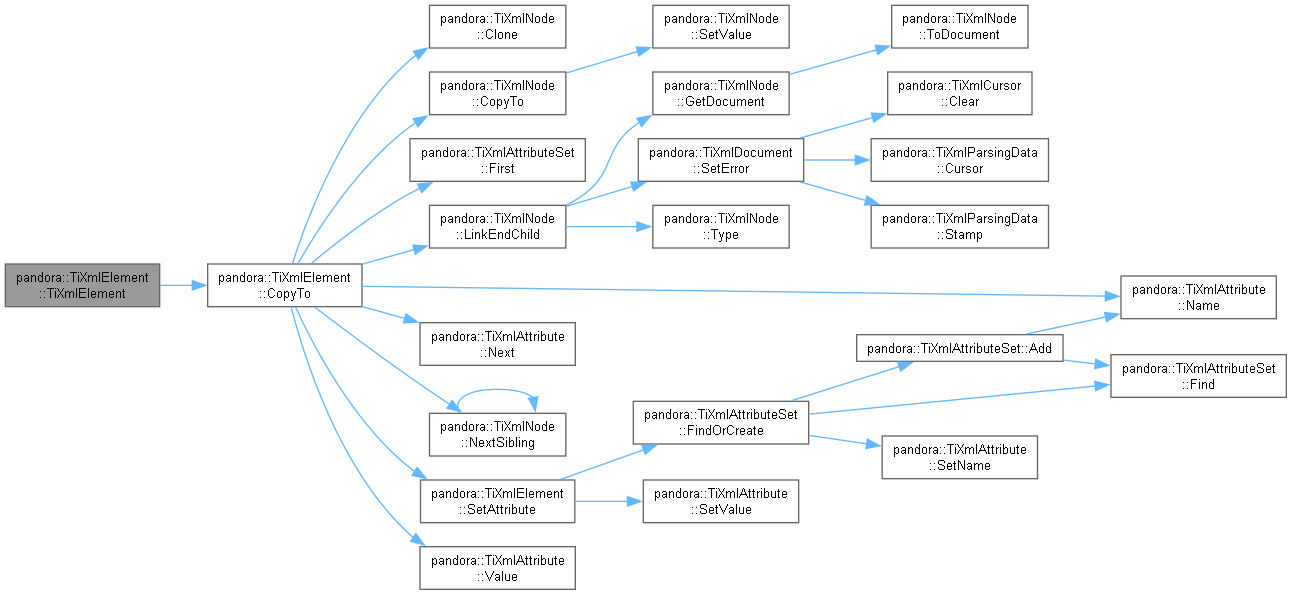 pandora::TiXmlElement
::TiXmlElement
pandora::TiXmlElement
::CopyTo
pandora::TiXmlNode
::Clone
pandora::TiXmlNode
::CopyTo
pandora::TiXmlAttributeSet
::First
pandora::TiXmlNode
::LinkEndChild
pandora::TiXmlAttribute
::Next
pandora::TiXmlNode
::NextSibling
pandora::TiXmlElement
::SetAttribute
pandora::TiXmlAttribute
::Value
pandora::TiXmlNode
::SetValue
pandora::TiXmlNode
::GetDocument
pandora::TiXmlDocument
::SetError
pandora::TiXmlNode
::Type
pandora::TiXmlAttributeSet
::FindOrCreate
pandora::TiXmlAttribute
::SetValue
pandora::TiXmlNode
::ToDocument
pandora::TiXmlCursor
::Clear
pandora::TiXmlParsingData
::Cursor
pandora::TiXmlParsingData
::Stamp
pandora::TiXmlAttributeSet::Add
pandora::TiXmlAttribute
::SetName
pandora::TiXmlAttribute
::Name
pandora::TiXmlAttributeSet
::Find